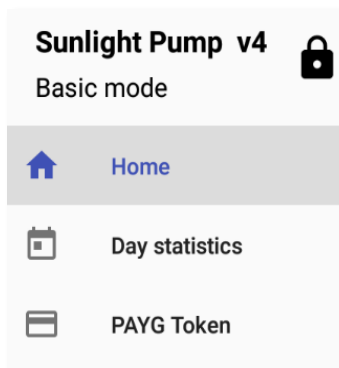 Sunlight Pump v4
Basic mode
Home
Day statistics
PAYG Token